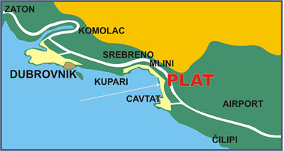 ZATON
KOMOLAC
SREBRENO
MLINI
DUBROVNIK
KUPARI
PLAT
CAVTAT
AIRPORT
ČILIPI